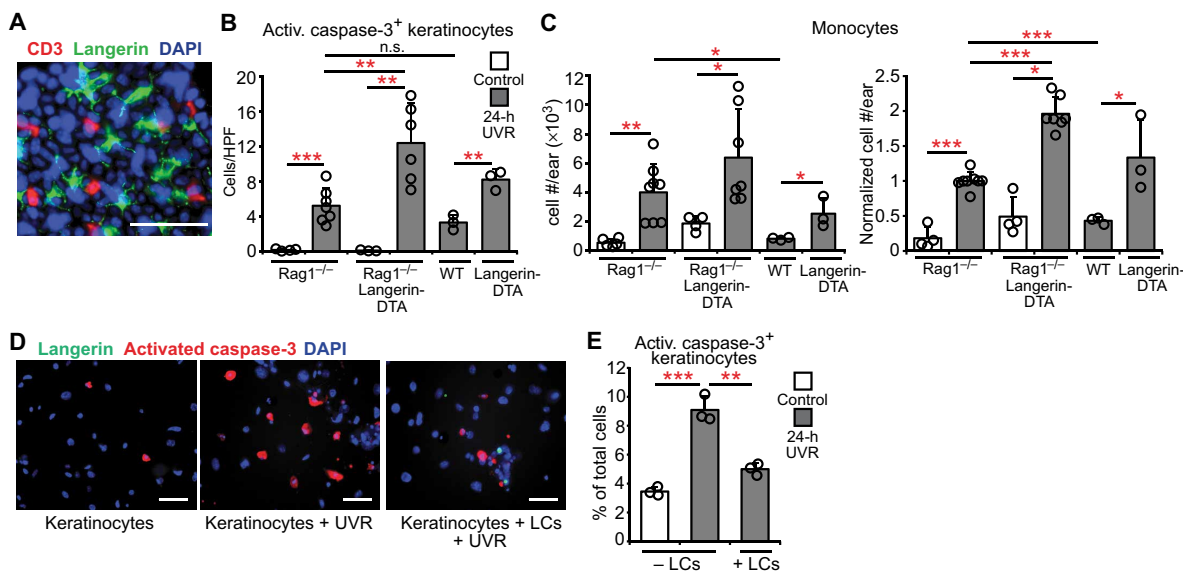 A
CD3 Langerin DAPI
B
Activ. caspase-3+ keratinocytes
n.s.
**
**
***
**
Control
24-h
UVR
Cells/HPF
20
16
12
8
4
0
Rag1–/–
Rag1–/–
Langerin-
DTA
WT
Langerin-
DTA
C
Monocytes
*
*
**
*
cell #/ear (×10³)
12
10
8
6
4
2
0
Rag1–/–
Rag1–/–
Langerin-
DTA
WT
Langerin-
DTA
***
***
*
*
***
Normalized cell #/ear
2.5
2
1.5
1
0.5
0
Rag1–/–
Rag1–/–
Langerin-
DTA
WT
Langerin-
DTA
D
Langerin Activated caspase-3 DAPI
Keratinocytes
Keratinocytes + UVR
Keratinocytes + LCs
+ UVR
E
Activ. caspase-3+
keratinocytes
***
**
Control
24-h
UVR
% of total cells
12
10
8
6
4
2
0
– LCs
+ LCs